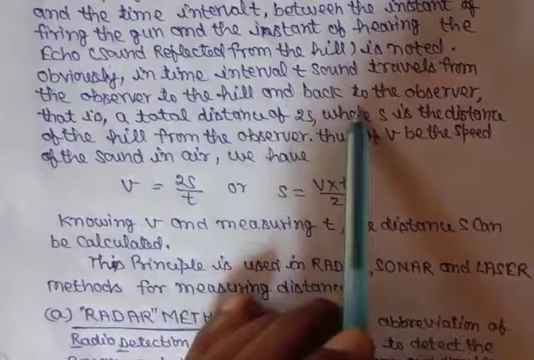 and the time interval t, between the instant of
firing the gun and the instant of hearing the
Echo (Sound Reflected from the hill) is noted.
Obviously, in time interval t sound travels from
the observer to the hill and back to the observer,
that is, a total distance of 2s, where s is the distance
of the hill from the observer. thus v be the speed
of the sound in air, we have
v = 2s/t or s = v×t/2
Knowing v and measuring t, distance s can
be calculated.
This Principle is used in RAD , SONAR and LASER
methods for measuring distan
(a) "RADAR" METH abbreviation of
Radio Detection to detect the